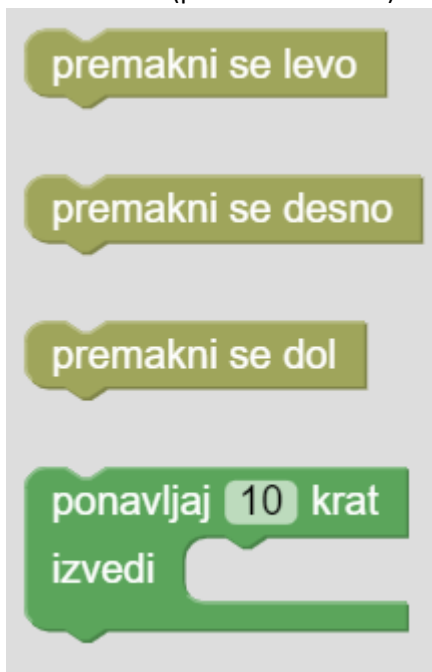 premakni se levo
premakni se desno
premakni se dol
ponavljaj 10 krat
izvedi